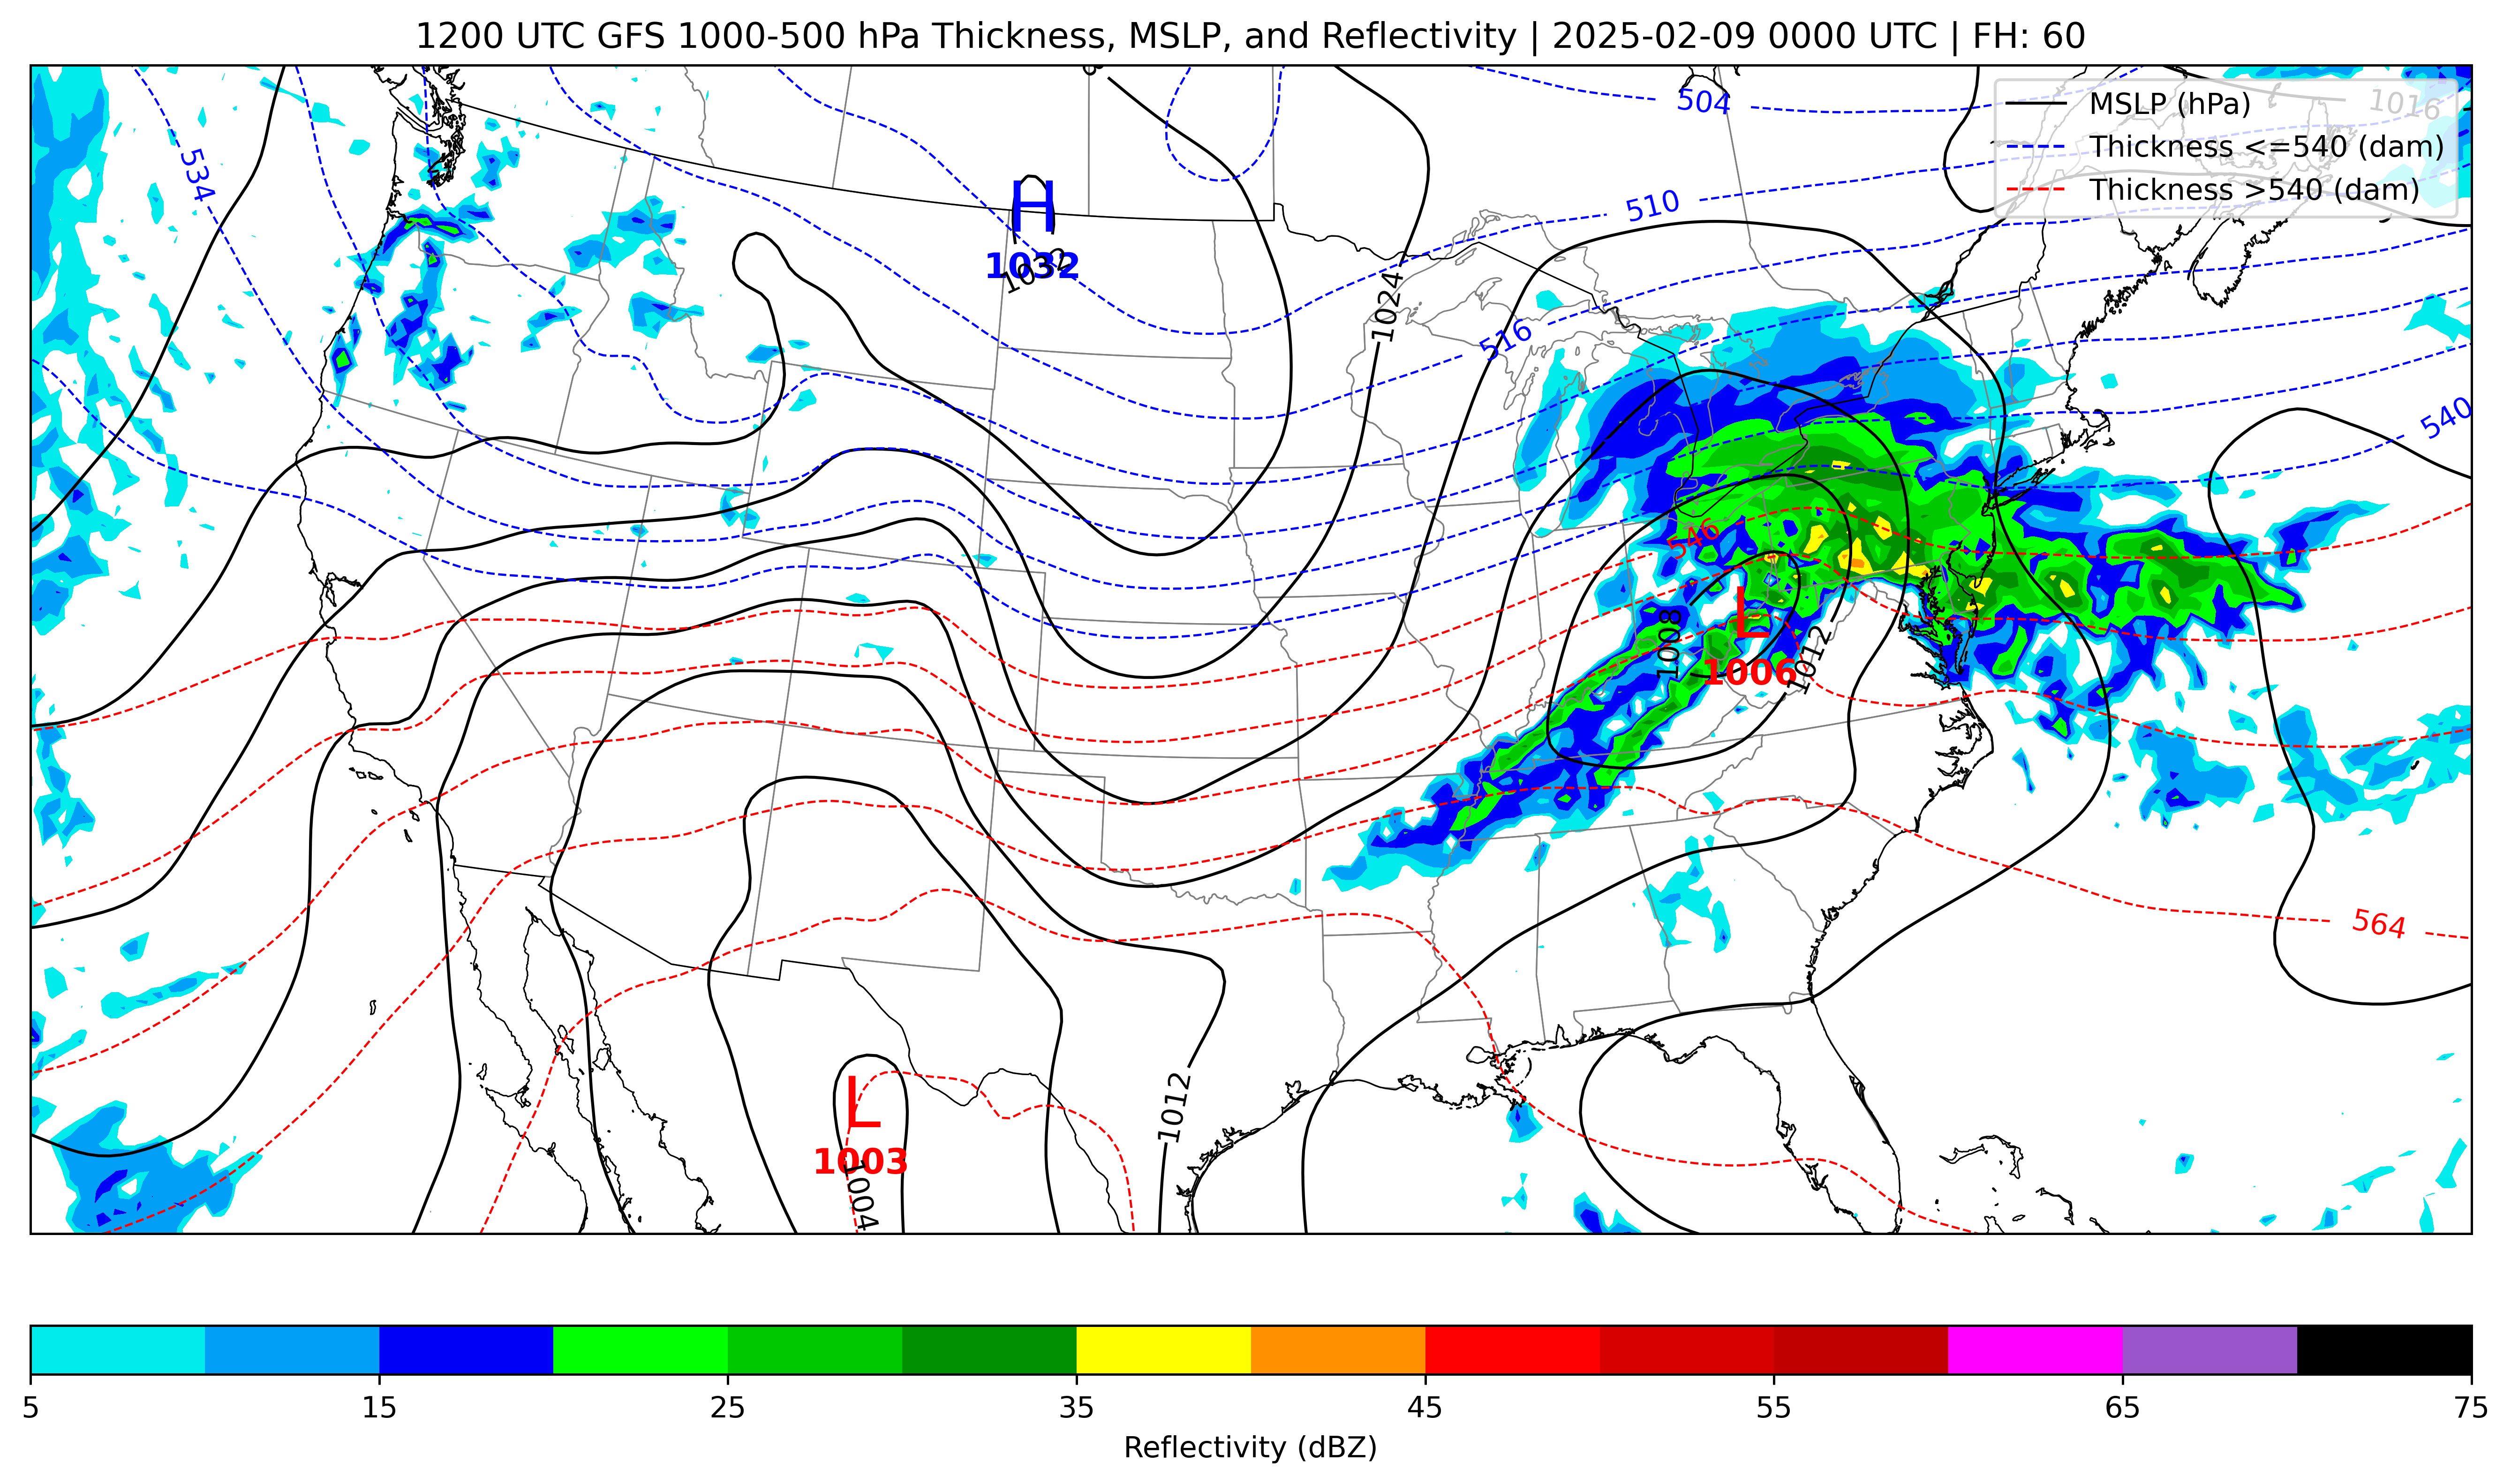 1200 UTC GFS 1000-500 hPa Thickness, MSLP, and Reflectivity | 2025-02-09 0000 UTC | FH: 60
MSLP (hPa)
Thickness <=540 (dam)
Thickness >540 (dam)
1016
504
534
510
H
1032
1032
1024
516
540
546
L
1008
1012
1006
564
L
1012
1003
1004
5 15 25 35 45 55 65 75
Reflectivity (dBZ)